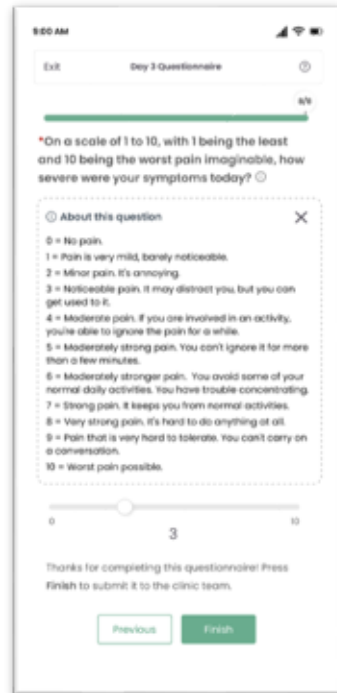 9:00 AM
Exit Day 3 Questionnaire
*On a scale of 1 to 10, with 1 being the least
and 10 being the worst pain imaginable, how
severe were your symptoms today?
About this question
0 = No pain.
1 = Pain is very mild, barely noticeable.
2 = Minor pain. It's annoying.
3 = Noticeable pain. It may distract you, but you can
get used to it.
4 = Moderate pain. If you are involved in an activity,
you're able to ignore the pain for a while.
5 = Moderately strong pain. You can't ignore it for more
than a few minutes.
6 = Moderately stronger pain. You avoid some of your
normal daily activities. You have trouble concentrating.
7 = Strong pain. It keeps you from normal activities.
8 = Very strong pain. It's hard to do anything at all.
9 = Pain that is very hard to tolerate. You can't carry on
a conversation.
10 = Worst pain possible.
0 10
3
Thanks for completing this questionnaire! Press
Finish to submit it to the clinic team.
Previous Finish